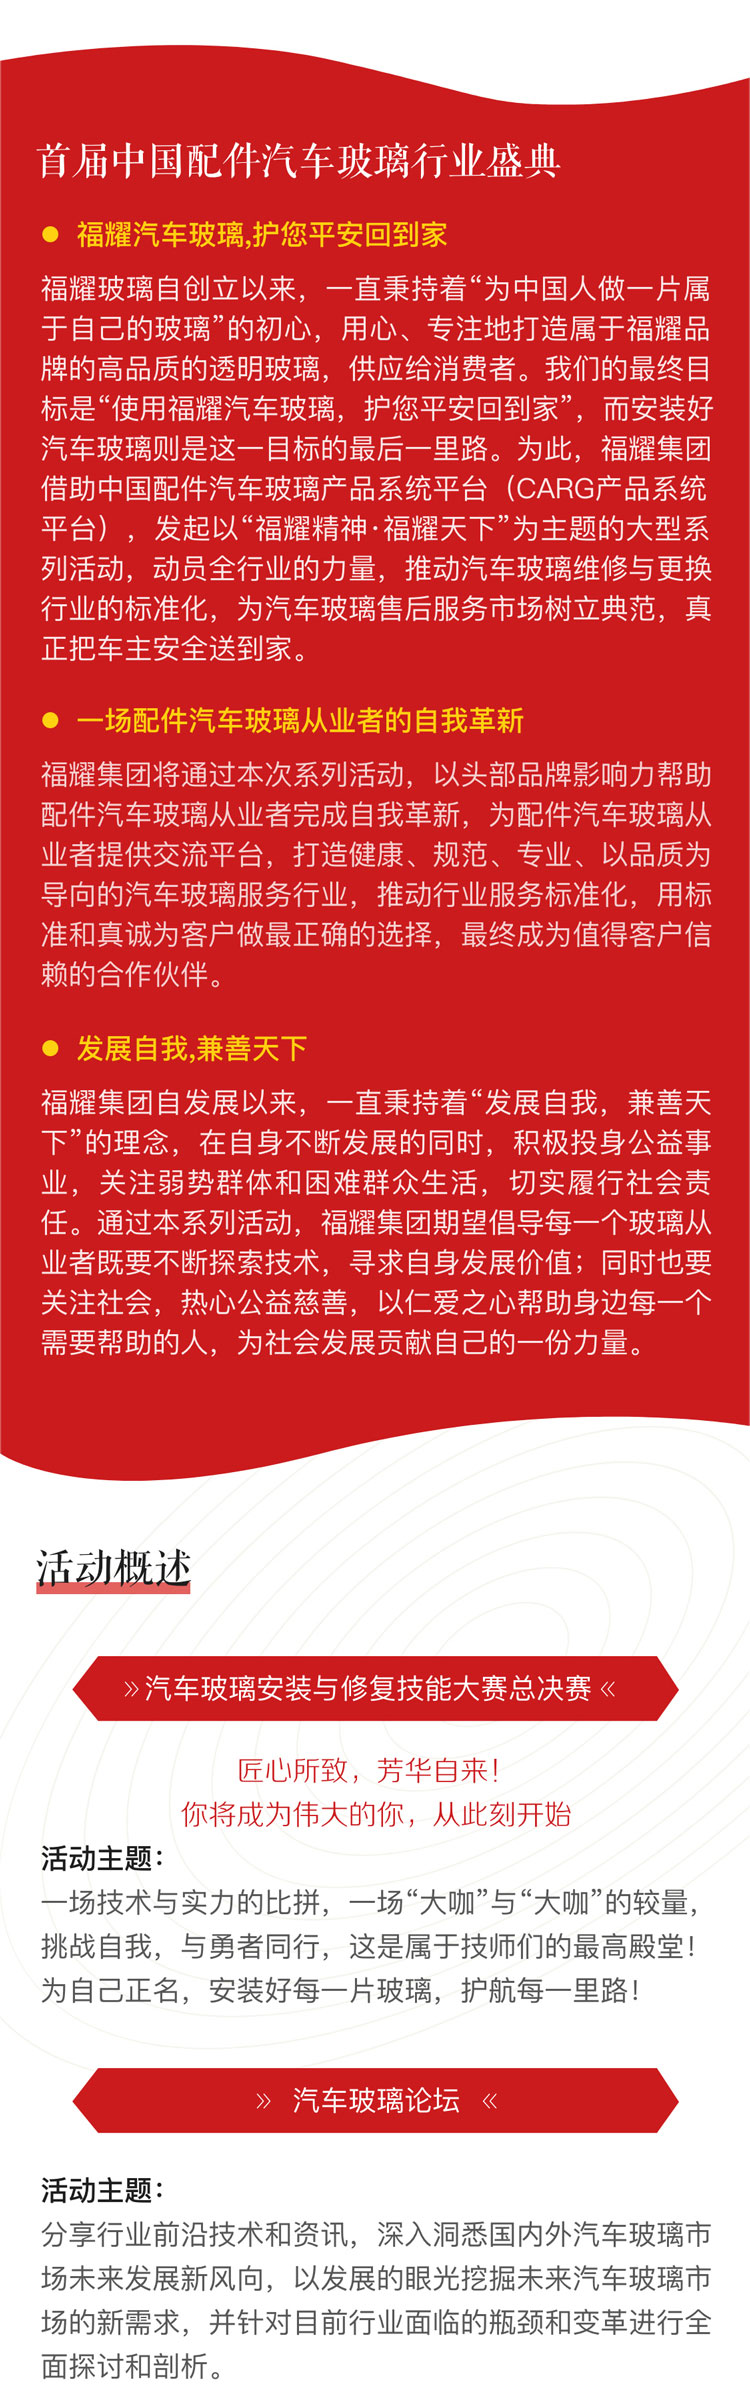 首届中国配件汽车玻璃行业盛典
福耀汽车玻璃,护您平安回到家
福耀玻璃自创立以来，一直秉持着“为中国人做一片属
于自己的玻璃”的初心，用心、专注地打造属于福耀品
牌的高品质的透明玻璃，供应给消费者。我们的最终目
标是“使用福耀汽车玻璃，护您平安回到家”，而安装好
汽车玻璃则是这一目标的最后一里路。为此，福耀集团
借助中国配件汽车玻璃产品系统平台（CARG产品系统
平台），发起以“福耀精神·福耀天下”为主题的大型系
列活动，动员全行业的力量，推动汽车玻璃维修与更换
行业的标准化，为汽车玻璃售后服务市场树立典范，真
正把车主安全送到家。
一场配件汽车玻璃从业者的自我革新
福耀集团将通过本次系列活动，以头部品牌影响力帮助
配件汽车玻璃从业者完成自我革新，为配件汽车玻璃从
业者提供交流平台，打造健康、规范、专业、以品质为
导向的汽车玻璃服务行业，推动行业服务标准化，用标
准和真诚为客户做最正确的选择，最终成为值得客户信
赖的合作伙伴。
发展自我,兼善天下
福耀集团自发展以来，一直秉持着“发展自我，兼善天
下”的理念，在自身不断发展的同时，积极投身公益事
业，关注弱势群体和困难群众生活，切实履行社会责
任。通过本系列活动，福耀集团期望倡导每一个玻璃从
业者既要不断探索技术，寻求自身发展价值；同时也要
关注社会，热心公益慈善，以仁爱之心帮助身边每一个
需要帮助的人，为社会发展贡献自己的一份力量。
活动概述
»汽车玻璃安装与修复技能大赛总决赛«
匠心所致，芳华自来！
你将成为伟大的你，从此刻开始
活动主题：
一场技术与实力的比拼，一场“大咖”与“大咖”的较量，
挑战自我，与勇者同行，这是属于技师们的最高殿堂！
为自己正名，安装好每一片玻璃，护航每一里路！
» 汽车玻璃论坛 «
活动主题：
分享行业前沿技术和资讯，深入洞悉国内外汽车玻璃市
场未来发展新风向，以发展的眼光挖掘未来汽车玻璃市
场的新需求，并针对目前行业面临的瓶颈和变革进行全
面探讨和剖析。